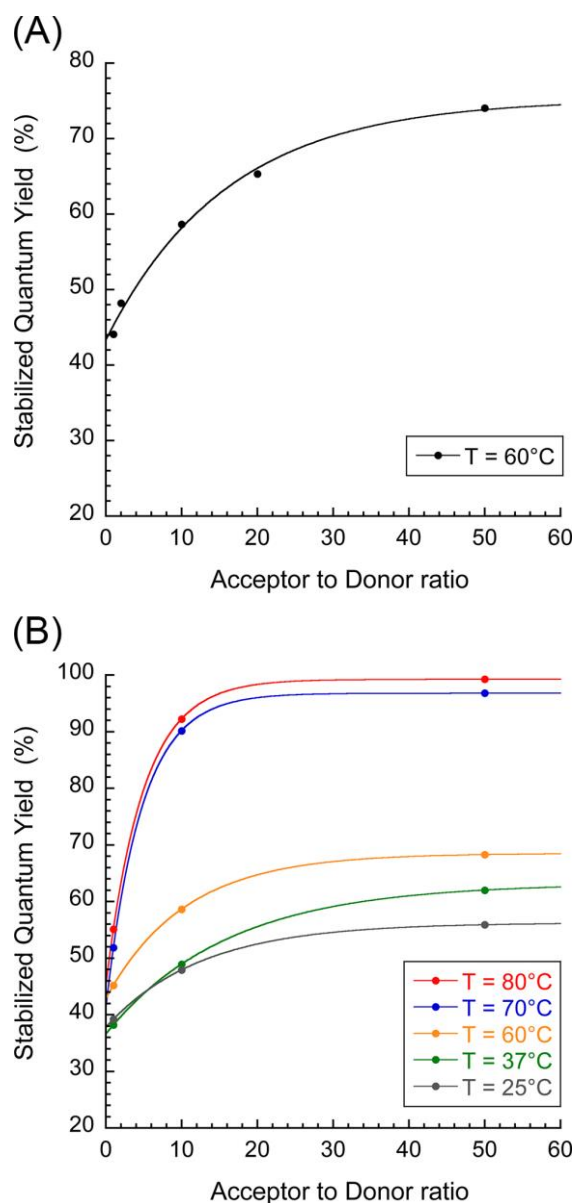 (A)
80
70
60
50
40
30
20
Stabilized Quantum Yield (%)
T = 60°C
0 10 20 30 40 50 60
Acceptor to Donor ratio
(B)
100
90
80
70
60
50
40
30
20
Stabilized Quantum Yield (%)
T = 80°C
T = 70°C
T = 60°C
T = 37°C
T = 25°C
0 10 20 30 40 50 60
Acceptor to Donor ratio